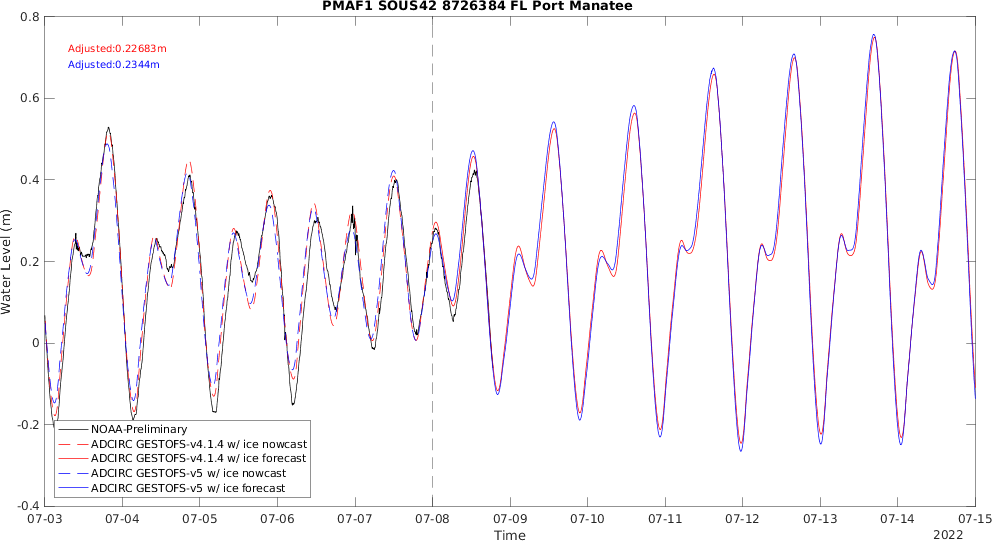 PMAF1 SOUS42 8726384 FL Port Manatee
Adjusted:0.22683m
Adjusted:0.2344m
Water Level (m)
0.8
0.6
0.4
0.2
0
-0.2
-0.4
NOAA-Preliminary
ADCIRC GESTOFS-v4.1.4 w/ ice nowcast
ADCIRC GESTOFS-v4.1.4 w/ ice forecast
ADCIRC GESTOFS-v5 w/ ice nowcast
ADCIRC GESTOFS-v5 w/ ice forecast
07-03 07-04 07-05 07-06 07-07 07-08 07-09 07-10 07-11 07-12 07-13 07-14 07-15
Time
2022